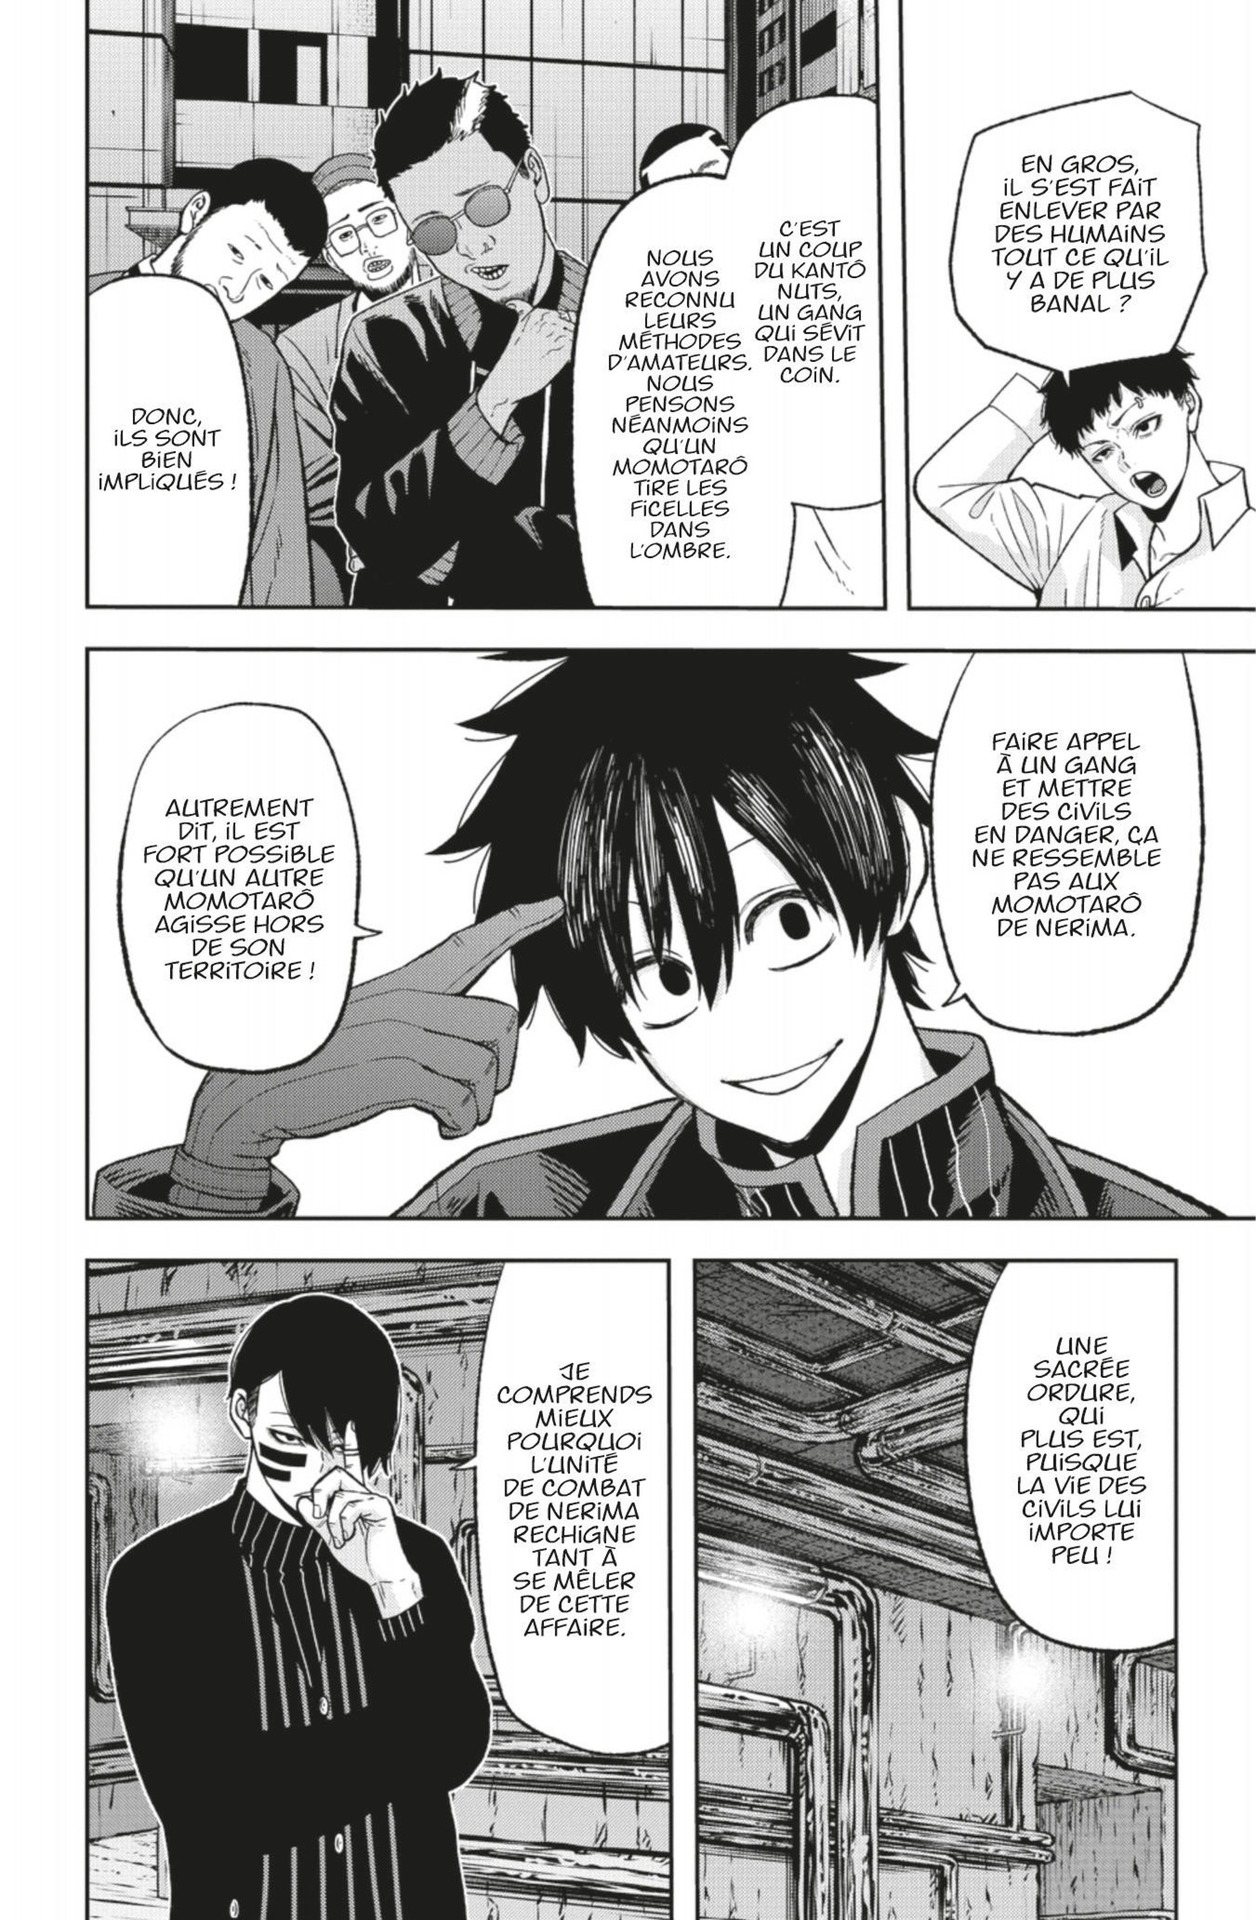 EN GROS,
IL S'EST FAIT
ENLEVER PAR
DES HUMAINS
TOUT CE QU'IL
Y A DE PLUS
BANAL ?
C'EST
UN COUP
DU KANTÔ
NUTS,
UN GANG
QUI SÉVIT
DANS LE
COIN.
NOUS
AVONS
RECONNU
LEURS
MÉTHODES
D'AMATEURS.
NOUS
PENSONS
NÉANMOINS
QU'UN
MOMOTARÔ
TIRE LES
FICELLES
DANS
L'OMBRE.
DONC,
ILS SONT
BIEN
IMPLIQUÉS !
FAIRE APPEL
À UN GANG
ET METTRE
DES CIVILS
EN DANGER, ÇA
NE RESSEMBLE
PAS AUX
MOMOTARÔ
DE NERIMA.
AUTREMENT
DIT, IL EST
FORT POSSIBLE
QU'UN AUTRE
MOMOTARÔ
AGISSE HORS
DE SON
TERRITOIRE !
UNE
SACRÉE
ORDURE,
QUI
PLUS EST,
PUISQUE
LA VIE DES
CIVILS LUI
IMPORTE
PEU !
JE
COMPRENDS
MIEUX
POURQUOI
L'UNITÉ
DE COMBAT
DE NERIMA
RECHIGNE
TANT À
SE MÊLER
DE CETTE
AFFAIRE.